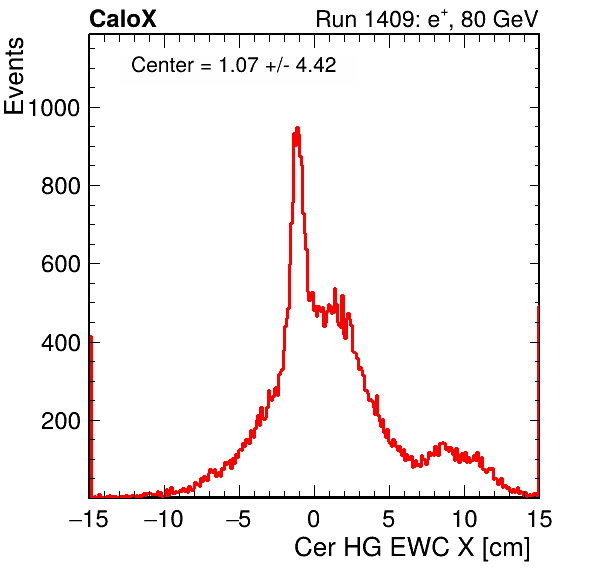 CaloX Run 1409: e⁺, 80 GeV
Center = 1.07 +/- 4.42
Events
1000
800
600
400
200
−15 −10 −5 0 5 10 15
Cer HG EWC X [cm]